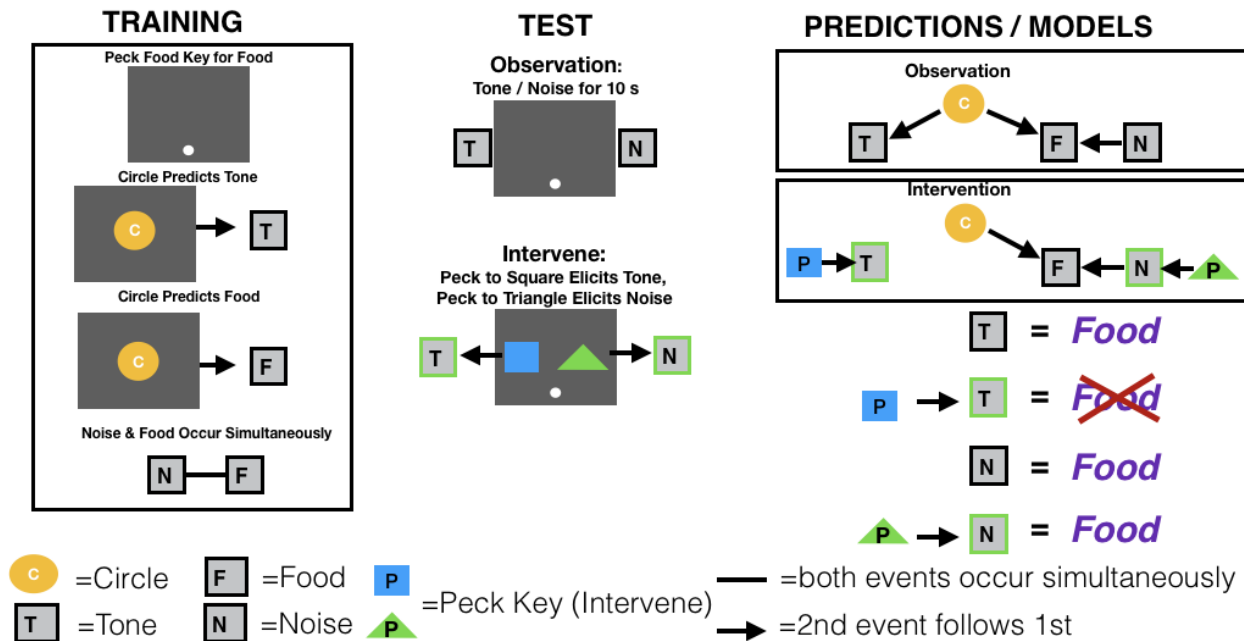 TRAINING
Peck Food Key for Food
Circle Predicts Tone
C
T
Circle Predicts Food
C
F
Noise & Food Occur Simultaneously
N
F
TEST
Observation:
Tone / Noise for 10 s
T
N
Intervene:
Peck to Square Elicits Tone,
Peck to Triangle Elicits Noise
T
N
PREDICTIONS / MODELS
Observation
C
T
F
N
Intervention
C
P
T
F
N
P
T = Food
P T = Food
N = Food
P N = Food
C =Circle
F =Food
P
=Peck Key (Intervene)
=both events occur simultaneously
T =Tone
N =Noise
P
=2nd event follows 1st